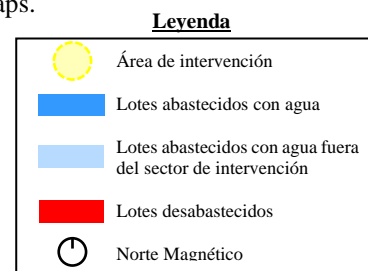 aps.
Leyenda
Área de intervención
Lotes abastecidos con agua
Lotes abastecidos con agua fuera
del sector de intervención
Lotes desabastecidos
Norte Magnético